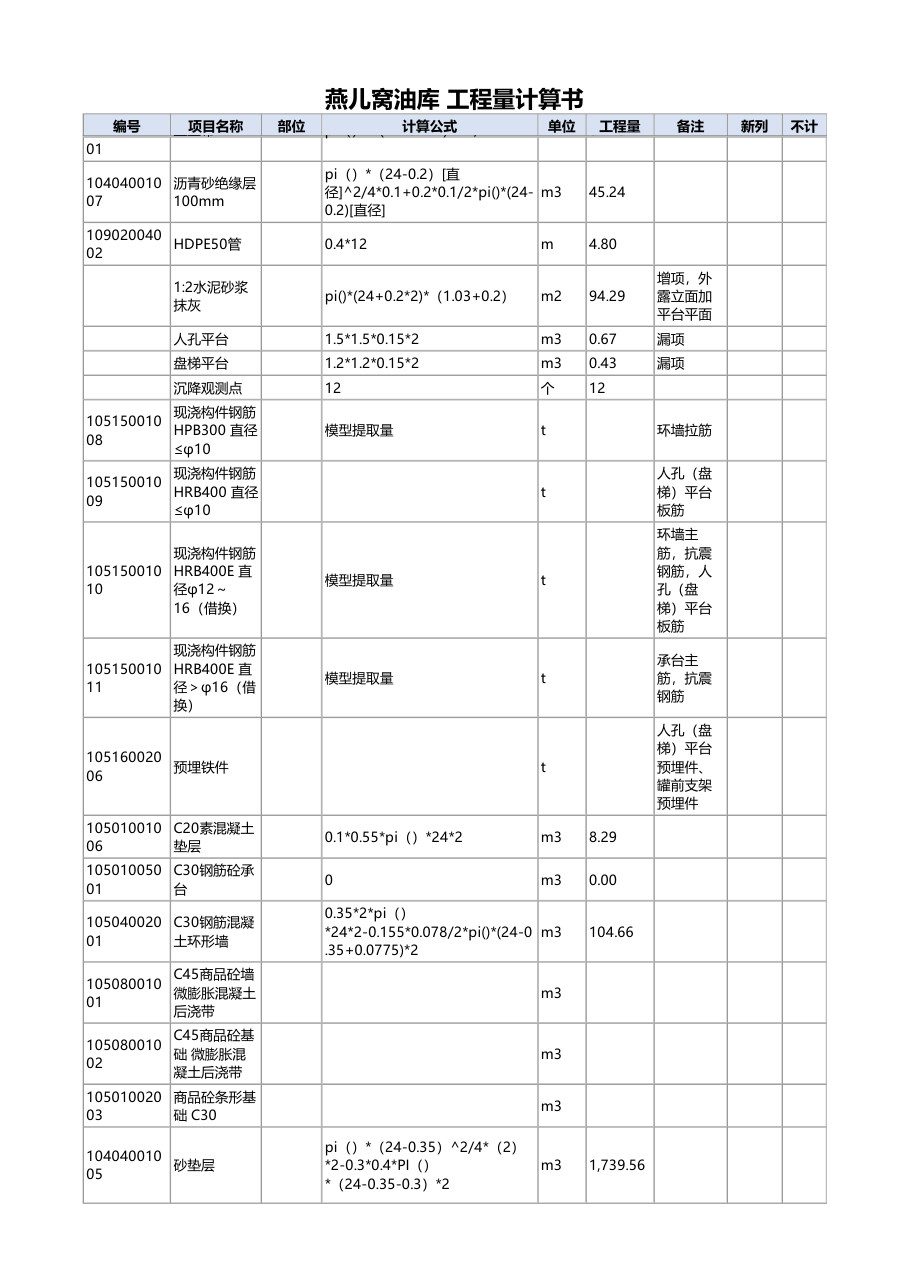 燕儿窝油库 工程量计算书
编号 项目名称 部位 计算公式 单位 工程量 备注 新列 不计
01
104040010
07
沥青砂绝缘层
100mm
pi（）*（24-0.2）[直
径]^2/4*0.1+0.2*0.1/2*pi()*(24-
0.2)[直径]
m3
45.24
109020040
02
HDPE50管
0.4*12
m
4.80
1:2水泥砂浆
抹灰
pi()*(24+0.2*2)*（1.03+0.2）
m2
94.29
增项，外
露立面加
平台平面
人孔平台
1.5*1.5*0.15*2
m3
0.67
漏项
盘梯平台
1.2*1.2*0.15*2
m3
0.43
漏项
沉降观测点
12
个
12
105150010
08
现浇构件钢筋
HPB300 直径
≤φ10
模型提取量
t
环墙拉筋
105150010
09
现浇构件钢筋
HRB400 直径
≤φ10
t
人孔（盘
梯）平台
板筋
105150010
10
现浇构件钢筋
HRB400E 直
径φ12～
16（借换）
模型提取量
t
环墙主
筋，抗震
钢筋，人
孔（盘
梯）平台
板筋
105150010
11
现浇构件钢筋
HRB400E 直
径＞φ16（借
换）
模型提取量
t
承台主
筋，抗震
钢筋
105160020
06
预埋铁件
t
人孔（盘
梯）平台
预埋件、
罐前支架
预埋件
105010010
06
C20素混凝土
垫层
0.1*0.55*pi（）*24*2
m3
8.29
105010050
01
C30钢筋砼承
台
0
m3
0.00
105040020
01
C30钢筋混凝
土环形墙
0.35*2*pi（）
*24*2-0.155*0.078/2*pi()*(24-0
.35+0.0775)*2
m3
104.66
105080010
01
C45商品砼墙
微膨胀混凝土
后浇带
m3
105080010
02
C45商品砼基
础 微膨胀混
凝土后浇带
m3
105010020
03
商品砼条形基
础 C30
m3
104040010
05
砂垫层
pi（）*（24-0.35）^2/4*（2）
*2-0.3*0.4*PI（）
*（24-0.35-0.3）*2
m3
1,739.56